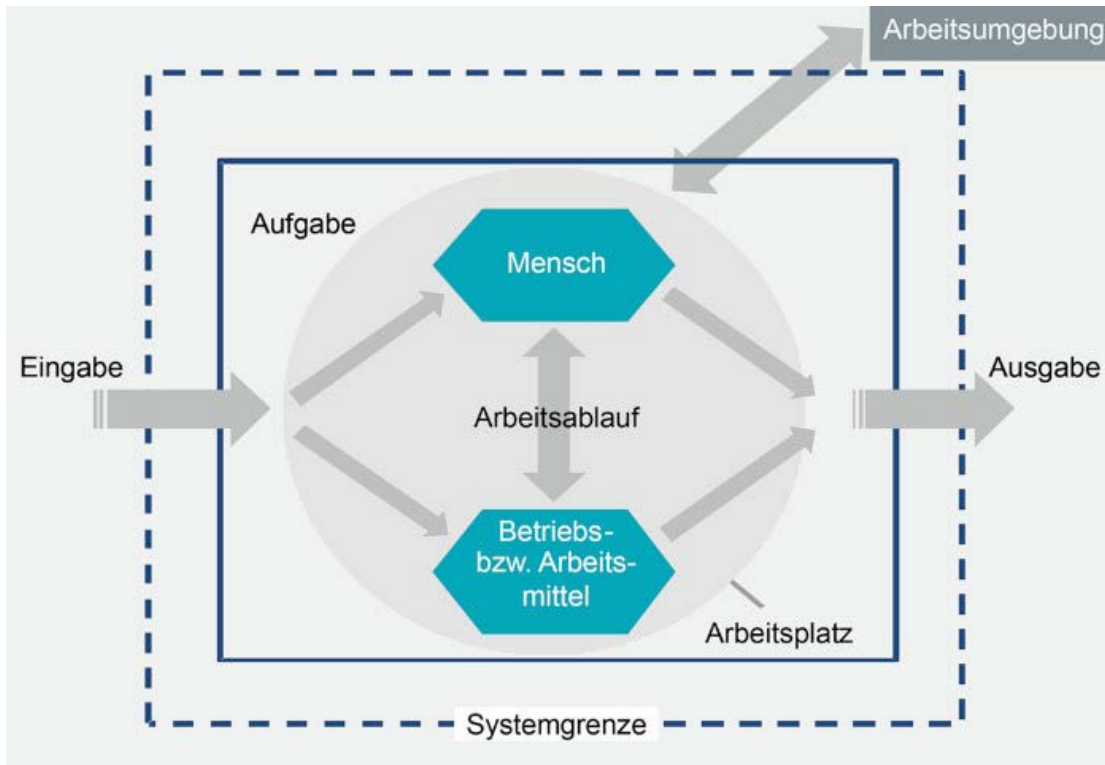 Arbeitsumgebung
Aufgabe
Mensch
Eingabe
Ausgabe
Arbeitsablauf
Betriebs-
bzw. Arbeits-
mittel
Arbeitsplatz
Systemgrenze